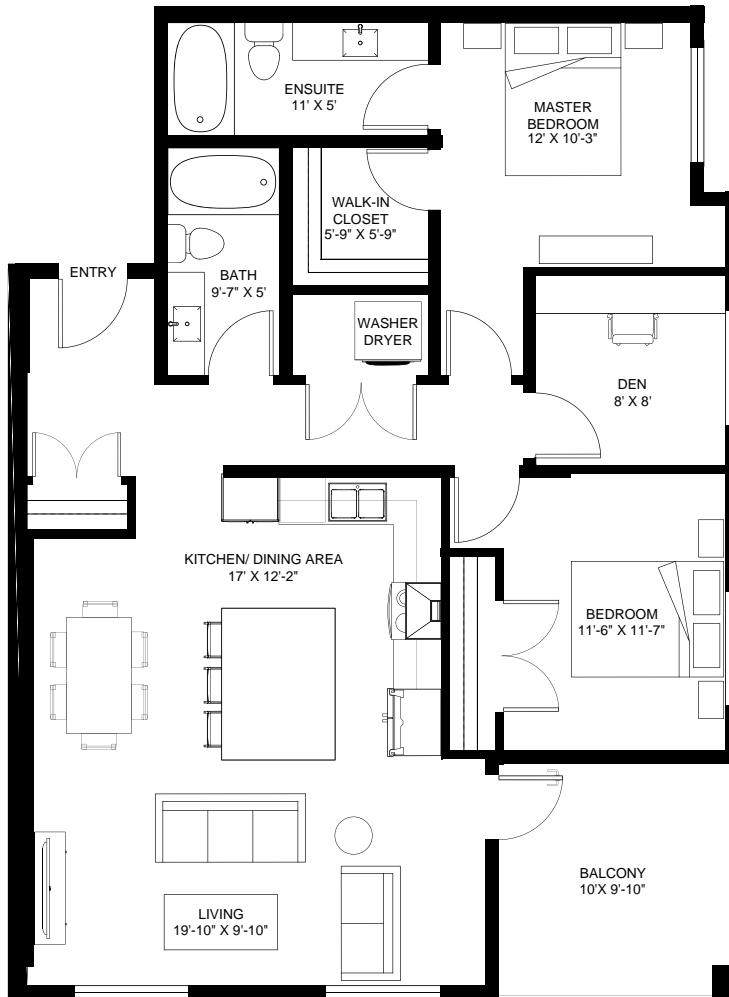 ENSUITE
11' X 5'
MASTER
BEDROOM
12' X 10'-3"
WALK-IN
CLOSET
5'-9" X 5'-9"
ENTRY
BATH
9'-7" X 5'
WASHER
DRYER
DEN
8' X 8'
KITCHEN/ DINING AREA
17' X 12'-2"
BEDROOM
11'-6" X 11'-7"
BALCONY
10'X 9'-10"
LIVING
19'-10" X 9'-10"